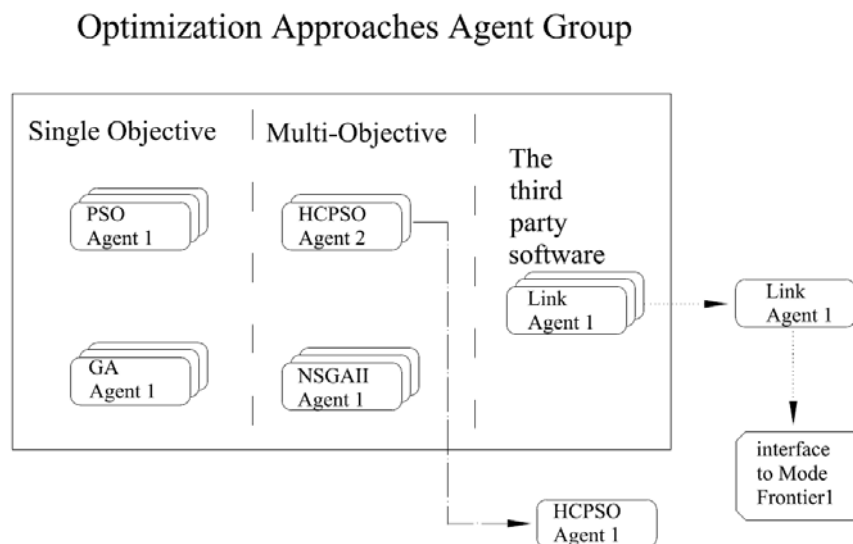 Optimization Approaches Agent Group
Single Objective
Multi-Objective
The
third
party
software
PSO
Agent 1
HCPSO
Agent 2
Link
Agent 1
Link
Agent 1
GA
Agent 1
NSGAII
Agent 1
interface
to Mode
Frontier1
HCPSO
Agent 1